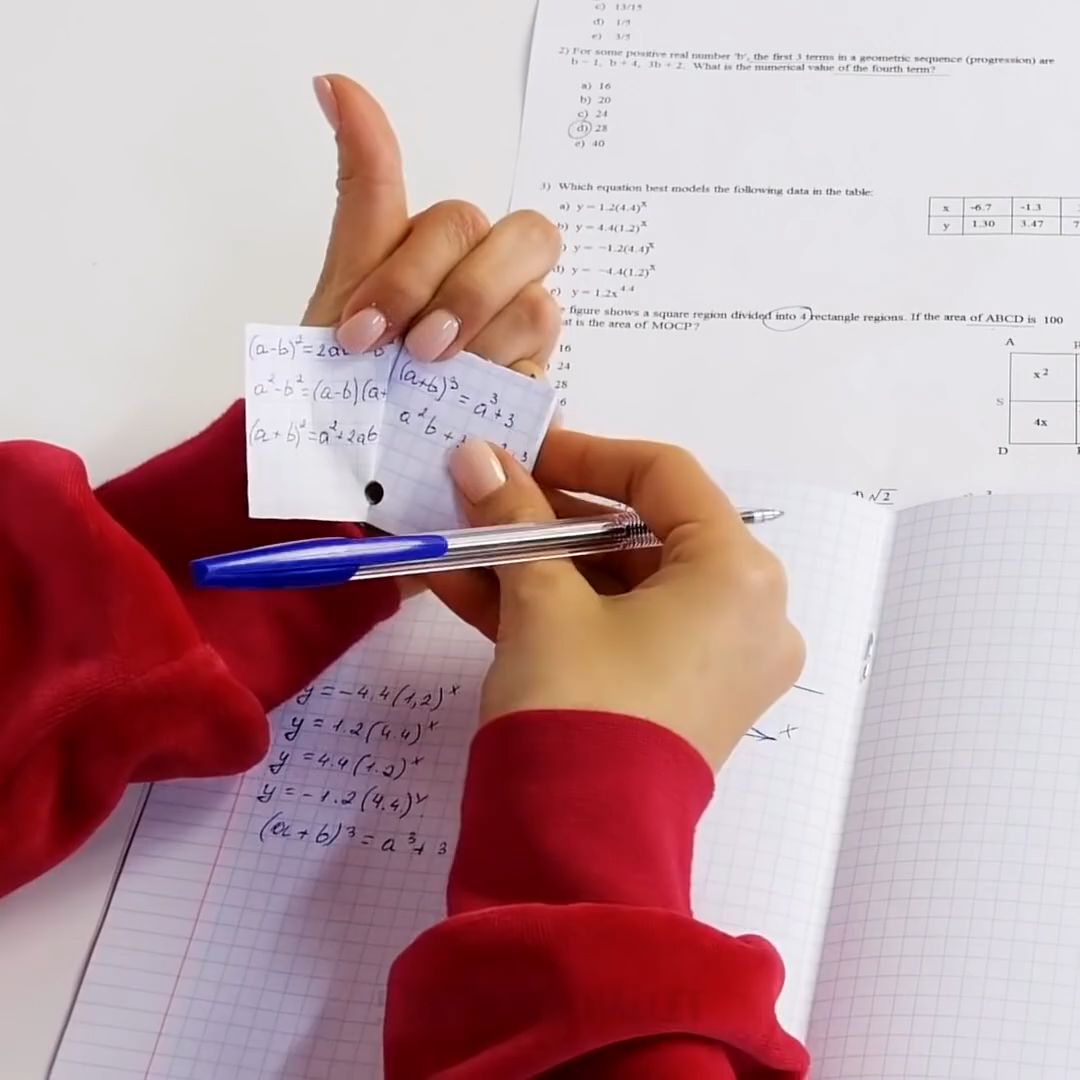 c) 13/15
d) 1/5
e) 3/5
2) For some positive real number 'b', the first 3 terms in a geometric sequence (progression) are
b - 1, b + 4, 3b + 2. What is the numerical value of the fourth term?
a) 16
b) 20
c) 24
d) 28
e) 40
3) Which equation best models the following data in the table:
a) y = 1.2(4.4)^x
b) y = 4.4(1.2)^x
) y = -1.2(4.4)^x
d) y = -4.4(1.2)^x
e) y = 1.2x^4.4
x -6.7 -1.3
y 1.30 3.47 7
figure shows a square region divided into 4 rectangle regions. If the area of ABCD is 100
is the area of MOCP?
16
24
28
6
A
x²
S
4x
D
√2
(a-b)²=2a
a²-b²=(a-b)(a+
(a+b)²=a²+2ab
(a+b)³=a³+3
a²b+
y=-4.4(1,2)^x
y=1.2(4.4)^x
y=4.4(1.2)^x
y=-1.2(4.4)^x
(a+b)³=a³+3
x